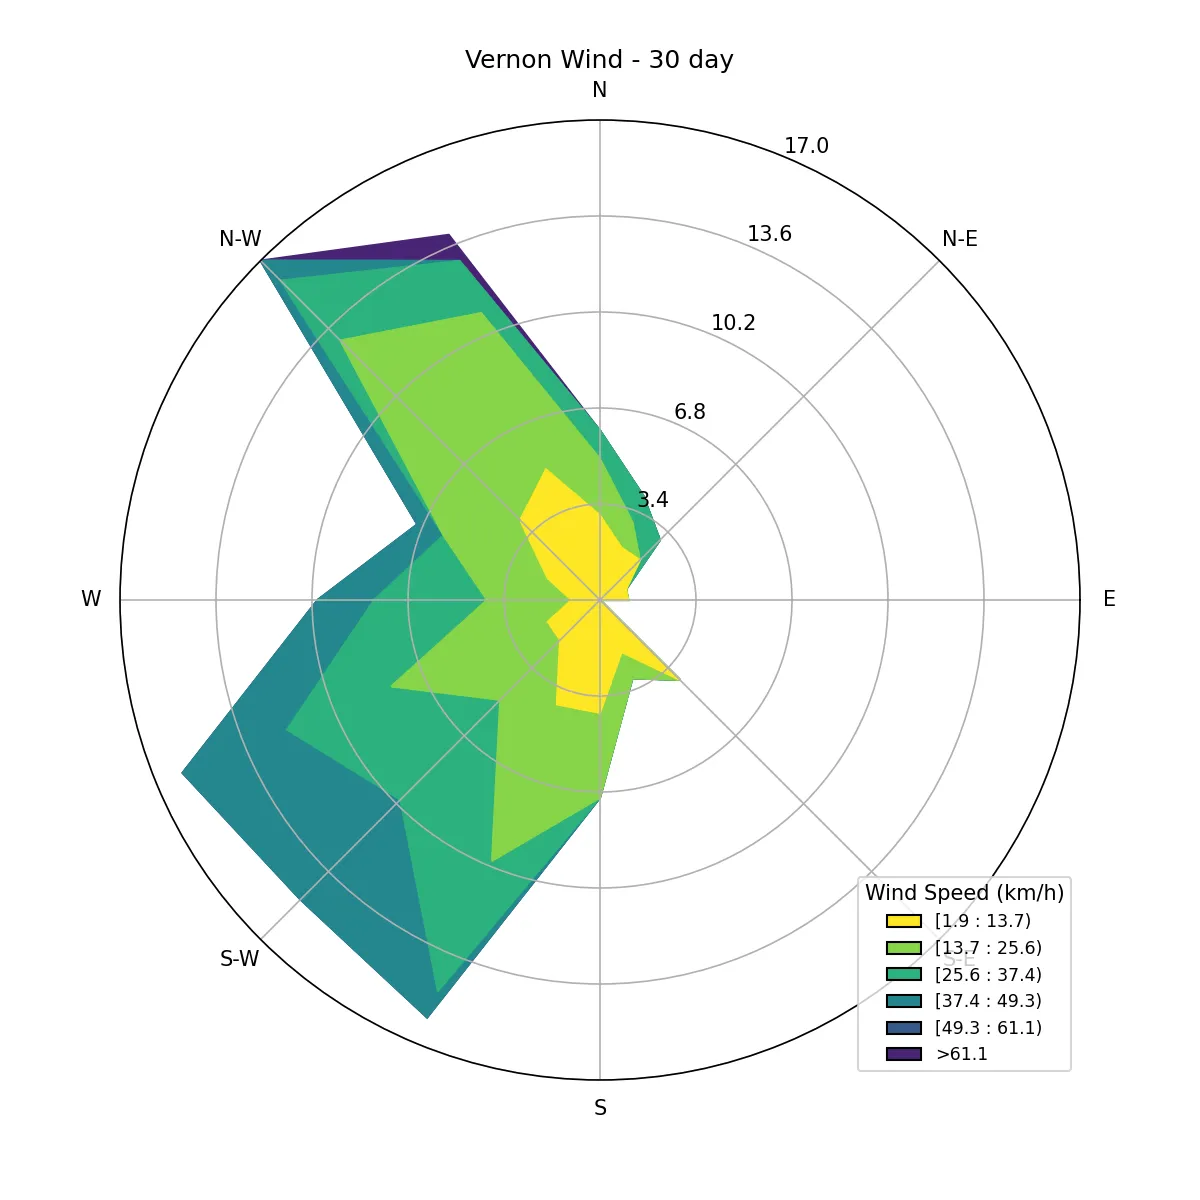 Vernon Wind - 30 day
N
17.0
13.6
N-W
N-E
10.2
6.8
3.4
W
E
S-W
S-E
Wind Speed (km/h)
[1.9 : 13.7)
[13.7 : 25.6)
[25.6 : 37.4)
[37.4 : 49.3)
[49.3 : 61.1)
>61.1
S